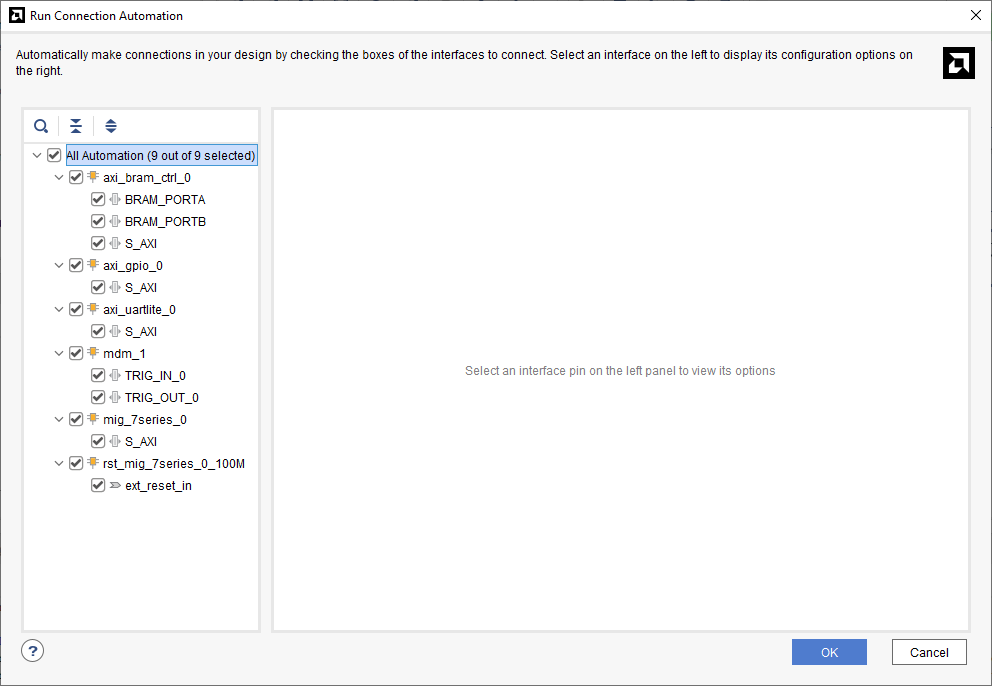 Run Connection Automation
Automatically make connections in your design by checking the boxes of the interfaces to connect. Select an interface on the left to display its configuration options on
the right.
All Automation (9 out of 9 selected)
axi_bram_ctrl_0
BRAM_PORTA
BRAM_PORTB
S_AXI
axi_gpio_0
S_AXI
axi_uartlite_0
S_AXI
mdm_1
TRIG_IN_0
TRIG_OUT_0
mig_7series_0
S_AXI
rst_mig_7series_0_100M
ext_reset_in
Select an interface pin on the left panel to view its options
?
OK
Cancel